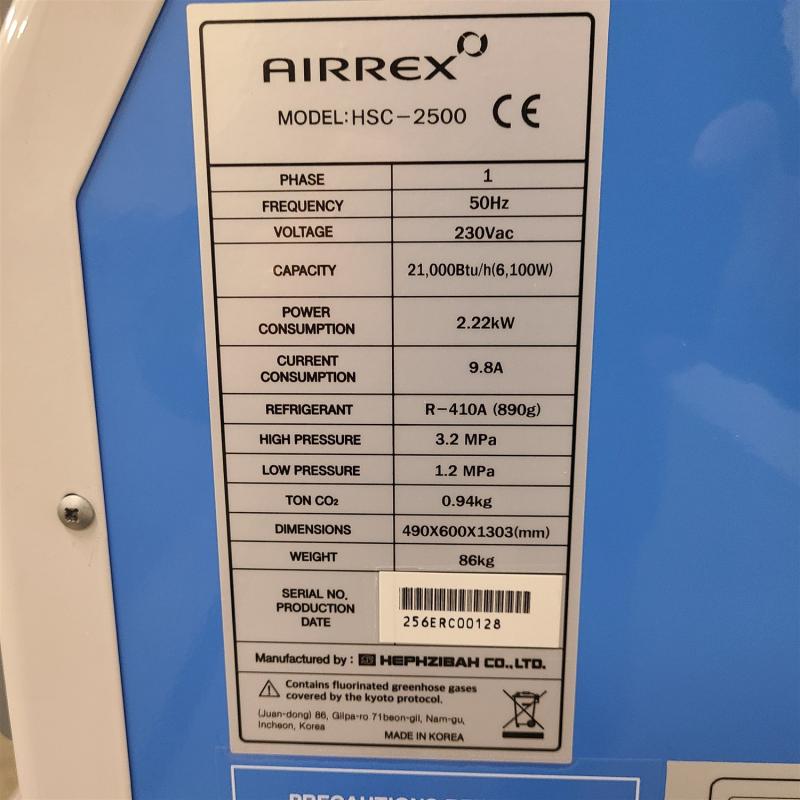 AIRREX
MODEL:HSC-2500 CE
PHASE 1
FREQUENCY 50Hz
VOLTAGE 230Vac
CAPACITY 21,000Btu/h(6,100W)
POWER
CONSUMPTION 2.22kW
CURRENT
CONSUMPTION 9.8A
REFRIGERANT R-410A (890g)
HIGH PRESSURE 3.2 MPa
LOW PRESSURE 1.2 MPa
TON CO₂ 0.94kg
DIMENSIONS 490X600X1303(mm)
WEIGHT 86kg
SERIAL NO.
PRODUCTION
DATE
256ERC00128
Manufactured by : HEPHZIBAH CO.,LTD.
Contains fluorinated greenhose gases
covered by the kyoto protocol.
(Juan-dong) 86, Gilpa-ro 71beon-gil, Nam-gu,
Incheon, Korea
MADE IN KOREA